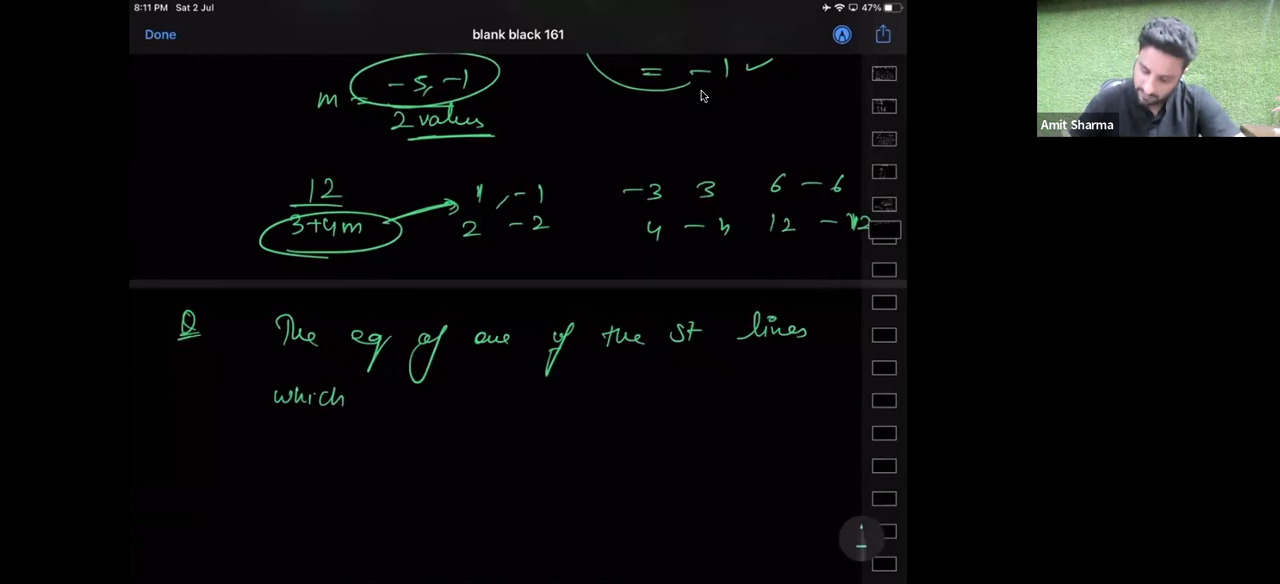 8:11 PM Sat 2 Jul
47%
Done
blank black 161
m = -5, -1
2 values
= -1 ✓
12
3+4m
1, -1 -3 3 6 -6
2 -2 4 -4 12 -12
Q The eq of one of the st lines
which
Amit Sharma